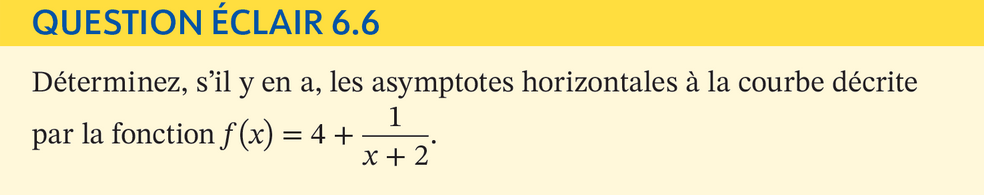 QUESTION ÉCLAIR 6.6
Déterminez, s’il y en a, les asymptotes horizontales à la courbe décrite
par la fonction f(x) = 4 + 1/(x + 2).